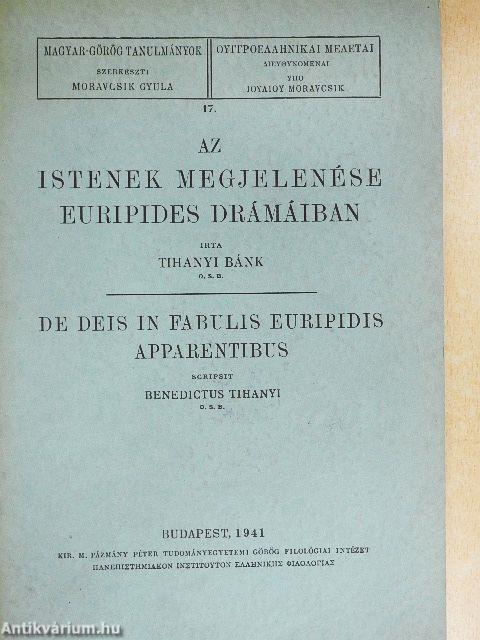 MAGYAR-GÖRÖG TANULMÁNYOK
SZERKESZTI
MORAVCSIK GYULA
ΟΥΓΓΡΟΕΛΛΗΝΙΚΑΙ ΜΕΛΕΤΑΙ
ΔΙΕΥΘΥΝΟΜΕΝΑΙ
ΥΠΟ
ΙΟΥΛΙΟΥ MORAVCSIK
17.
AZ
ISTENEK MEGJELENÉSE
EURIPIDES DRÁMÁIBAN
IRTA
TIHANYI BÁNK
O. S. B.
DE DEIS IN FABULIS EURIPIDIS
APPARENTIBUS
SCRIPSIT
BENEDICTUS TIHANYI
O. S. B.
BUDAPEST, 1941
KIR. M. PÁZMÁNY PÉTER TUDOMÁNYEGYETEMI GÖRÖG FILOLÓGIAI INTÉZET
ΠΑΝΕΠΙΣΤΗΜΙΑΚΟΝ ΙΝΣΤΙΤΟΥΤΟΝ ΕΛΛΗΝΙΚΗΣ ΦΙΛΟΛΟΓΙΑΣ
Antikvárium.hu